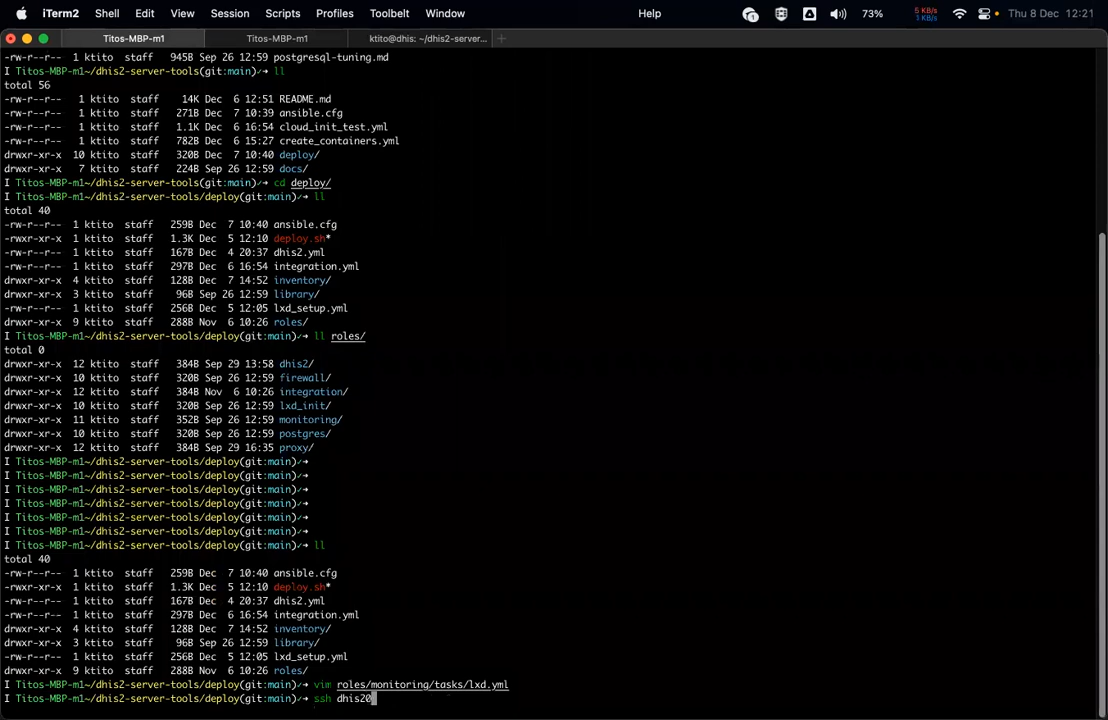 iTerm2 Shell Edit View Session Scripts Profiles Toolbelt Window Help 73% 5 KB/s 1 KB/s Thu 8 Dec 12:21
Titos-MBP-m1 Titos-MBP-m1 ktito@dhis: ~/dhis2-server...
-rw-r--r-- 1 ktito staff 945B Sep 26 12:59 postgresql-tuning.md
I Titos-MBP-m1~/dhis2-server-tools(git:main)✓➜ ll
total 56
-rw-r--r-- 1 ktito staff 14K Dec 6 12:51 README.md
-rw-r--r-- 1 ktito staff 271B Dec 7 10:39 ansible.cfg
-rw-r--r-- 1 ktito staff 1.1K Dec 6 16:54 cloud_init_test.yml
-rw-r--r-- 1 ktito staff 782B Dec 6 15:27 create_containers.yml
drwxr-xr-x 10 ktito staff 320B Dec 7 10:40 deploy/
drwxr-xr-x 7 ktito staff 224B Sep 26 12:59 docs/
I Titos-MBP-m1~/dhis2-server-tools(git:main)✓➜ cd deploy/
I Titos-MBP-m1~/dhis2-server-tools/deploy(git:main)✓➜ ll
total 40
-rw-r--r-- 1 ktito staff 259B Dec 7 10:40 ansible.cfg
-rwxr-xr-x 1 ktito staff 1.3K Dec 5 12:10 deploy.sh*
-rw-r--r-- 1 ktito staff 167B Dec 4 20:37 dhis2.yml
-rw-r--r-- 1 ktito staff 297B Dec 6 16:54 integration.yml
drwxr-xr-x 4 ktito staff 128B Dec 7 14:52 inventory/
drwxr-xr-x 3 ktito staff 96B Sep 26 12:59 library/
-rw-r--r-- 1 ktito staff 256B Dec 5 12:05 lxd_setup.yml
drwxr-xr-x 9 ktito staff 288B Nov 6 10:26 roles/
I Titos-MBP-m1~/dhis2-server-tools/deploy(git:main)✓➜ ll roles/
total 0
drwxr-xr-x 12 ktito staff 384B Sep 29 13:58 dhis2/
drwxr-xr-x 10 ktito staff 320B Sep 26 12:59 firewall/
drwxr-xr-x 12 ktito staff 384B Nov 6 10:26 integration/
drwxr-xr-x 10 ktito staff 320B Sep 26 12:59 lxd_init/
drwxr-xr-x 11 ktito staff 352B Sep 26 12:59 monitoring/
drwxr-xr-x 10 ktito staff 320B Sep 26 12:59 postgres/
drwxr-xr-x 12 ktito staff 384B Sep 29 16:35 proxy/
I Titos-MBP-m1~/dhis2-server-tools/deploy(git:main)✓➜
I Titos-MBP-m1~/dhis2-server-tools/deploy(git:main)✓➜
I Titos-MBP-m1~/dhis2-server-tools/deploy(git:main)✓➜
I Titos-MBP-m1~/dhis2-server-tools/deploy(git:main)✓➜
I Titos-MBP-m1~/dhis2-server-tools/deploy(git:main)✓➜
I Titos-MBP-m1~/dhis2-server-tools/deploy(git:main)✓➜
I Titos-MBP-m1~/dhis2-server-tools/deploy(git:main)✓➜ ll
total 40
-rw-r--r-- 1 ktito staff 259B Dec 7 10:40 ansible.cfg
-rwxr-xr-x 1 ktito staff 1.3K Dec 5 12:10 deploy.sh*
-rw-r--r-- 1 ktito staff 167B Dec 4 20:37 dhis2.yml
-rw-r--r-- 1 ktito staff 297B Dec 6 16:54 integration.yml
drwxr-xr-x 4 ktito staff 128B Dec 7 14:52 inventory/
drwxr-xr-x 3 ktito staff 96B Sep 26 12:59 library/
-rw-r--r-- 1 ktito staff 256B Dec 5 12:05 lxd_setup.yml
drwxr-xr-x 9 ktito staff 288B Nov 6 10:26 roles/
I Titos-MBP-m1~/dhis2-server-tools/deploy(git:main)✓➜ vim roles/monitoring/tasks/lxd.yml
I Titos-MBP-m1~/dhis2-server-tools/deploy(git:main)✓➜ ssh dhis20